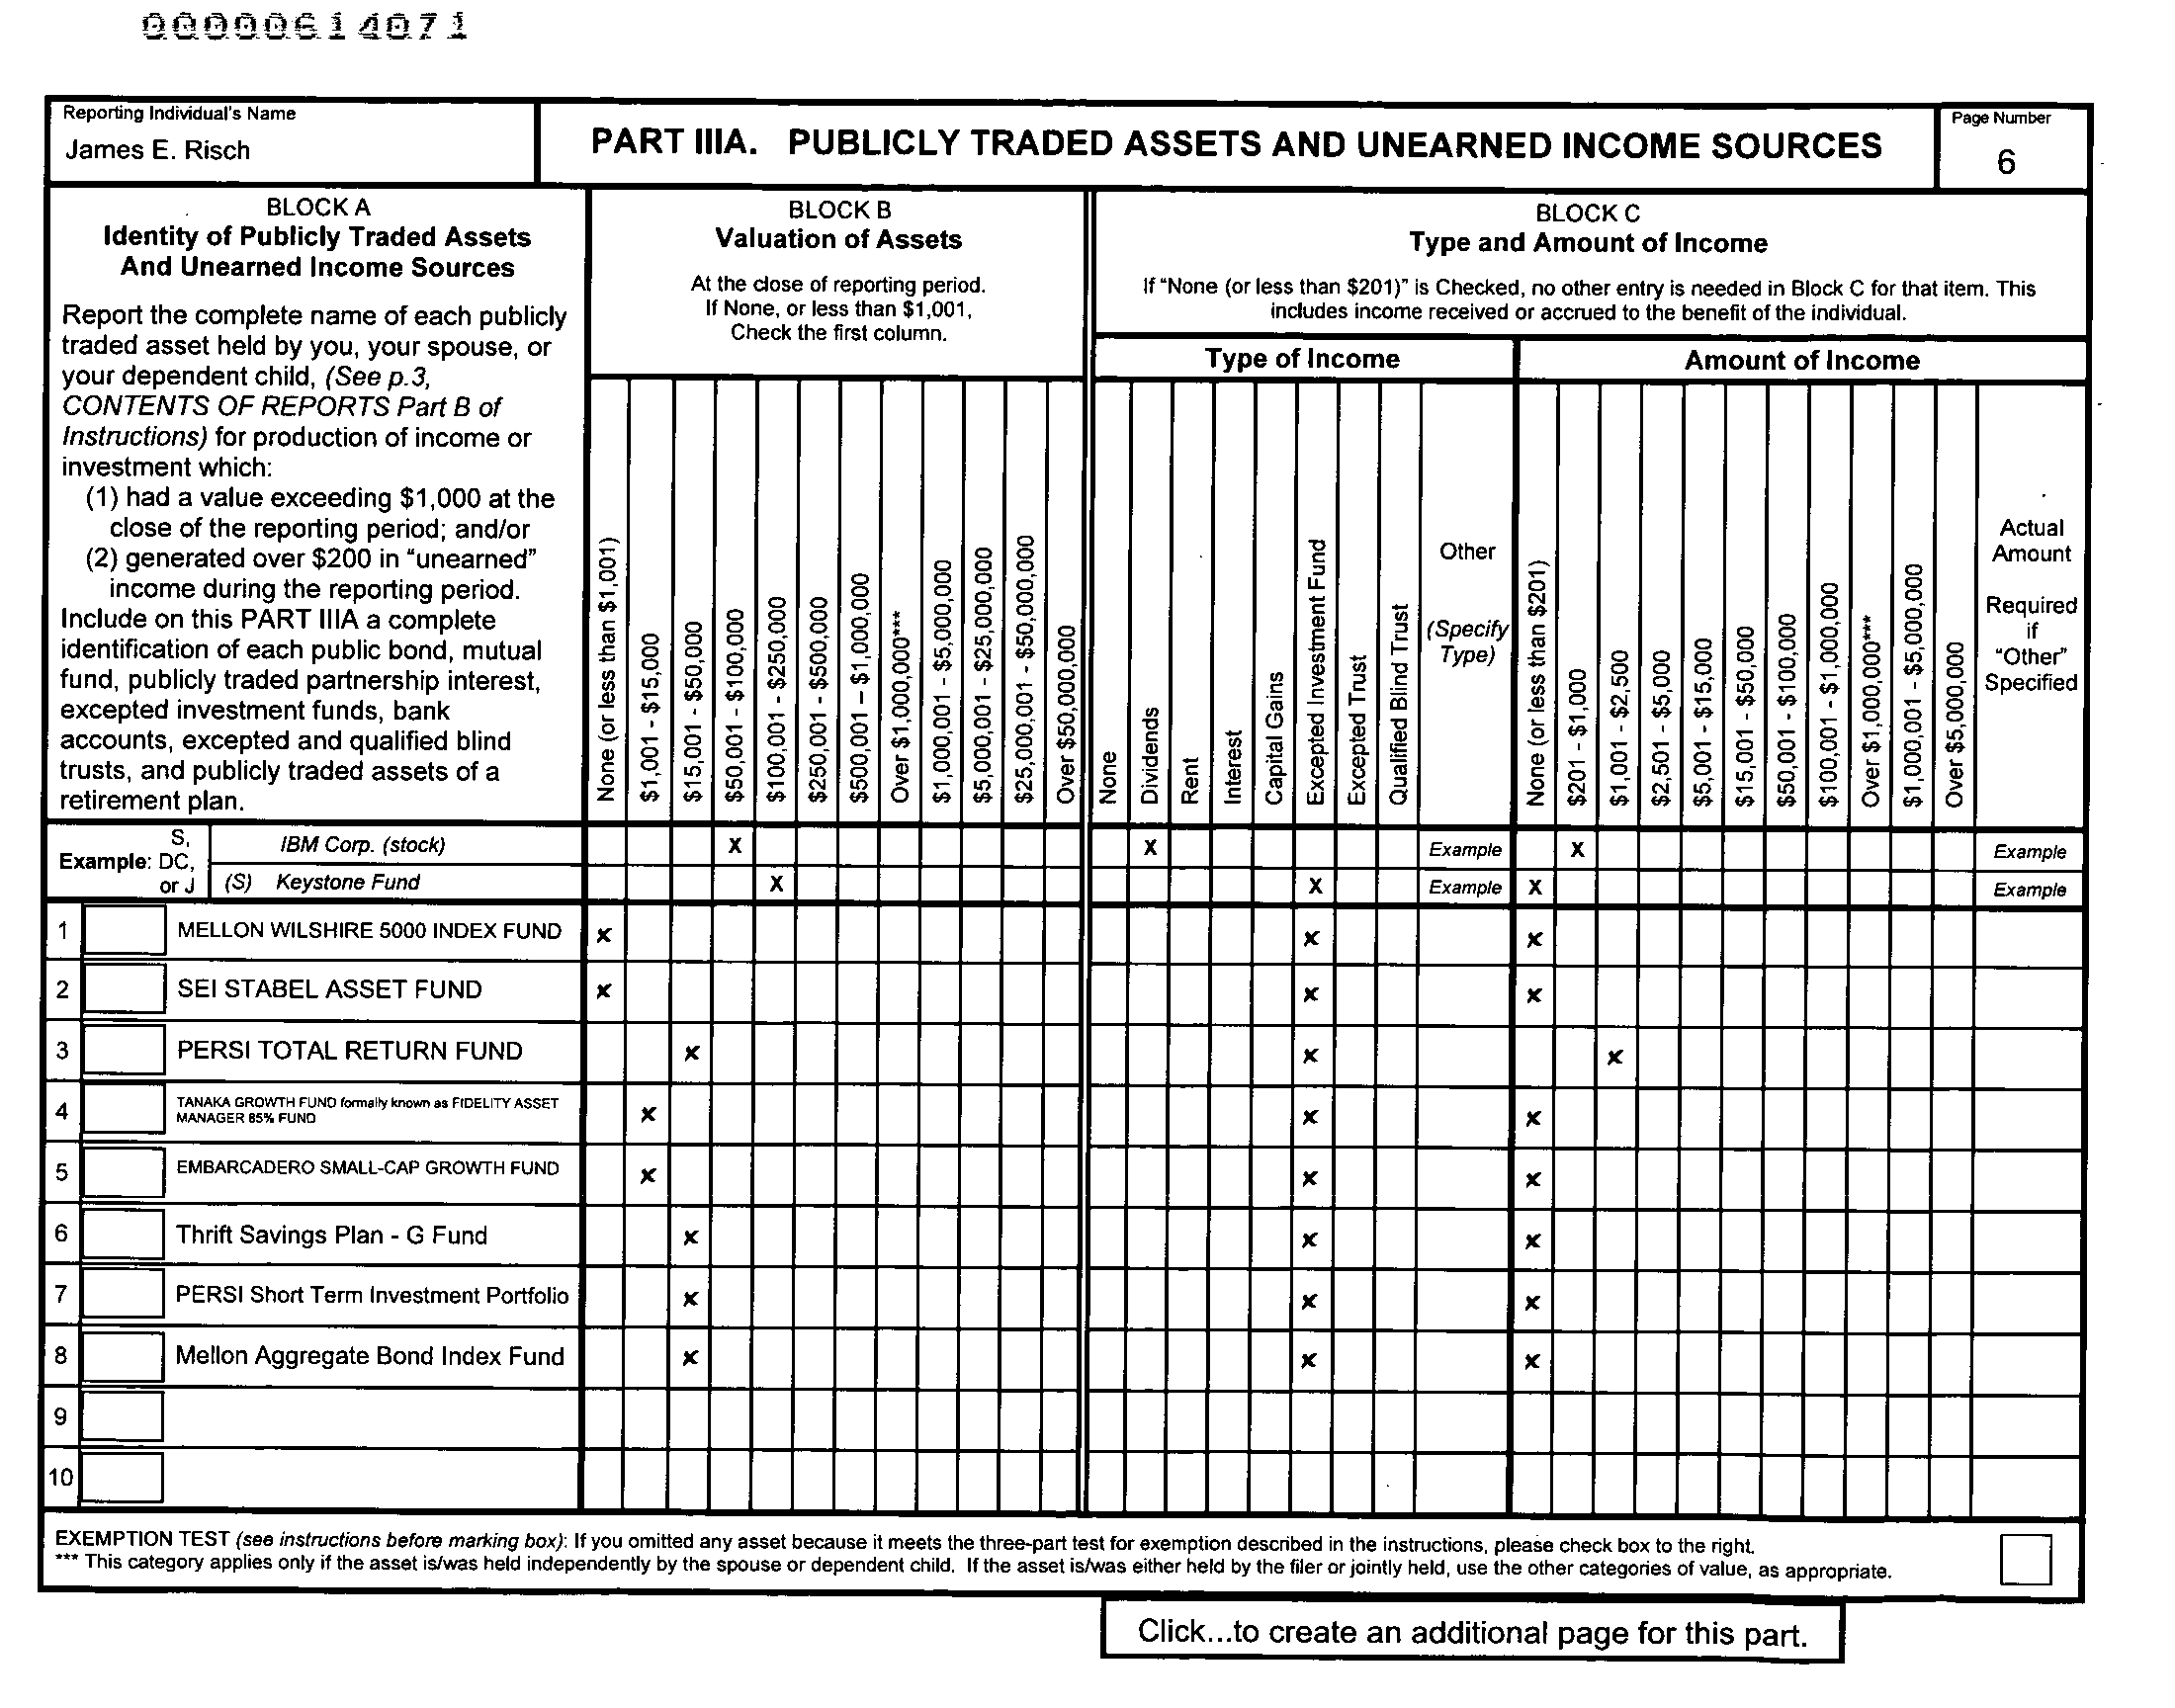 00000614071
Reporting Individual's Name
James E. Risch
PART IIIA. PUBLICLY TRADED ASSETS AND UNEARNED INCOME SOURCES
Page Number
6
BLOCK A
Identity of Publicly Traded Assets
And Unearned Income Sources
Report the complete name of each publicly
traded asset held by you, your spouse, or
your dependent child, (See p.3,
CONTENTS OF REPORTS Part B of
Instructions) for production of income or
investment which:
(1) had a value exceeding $1,000 at the
close of the reporting period; and/or
(2) generated over $200 in "unearned"
income during the reporting period.
Include on this PART IIIA a complete
identification of each public bond, mutual
fund, publicly traded partnership interest,
excepted investment funds, bank
accounts, excepted and qualified blind
trusts, and publicly traded assets of a
retirement plan.
BLOCK B
Valuation of Assets
At the close of reporting period.
If None, or less than $1,001,
Check the first column.
None (or less than $1,001)
$1,001 - $15,000
$15,001 - $50,000
$50,001 - $100,000
$100,001 - $250,000
$250,001 - $500,000
$500,001 – $1,000,000
Over $1,000,000***
$1,000,001 - $5,000,000
$5,000,001 - $25,000,000
$25,000,001 - $50,000,000
Over $50,000,000
BLOCK C
Type and Amount of Income
If "None (or less than $201)" is Checked, no other entry is needed in Block C for that item. This
includes income received or accrued to the benefit of the individual.
Type of Income
None
Dividends
Rent
Interest
Capital Gains
Excepted Investment Fund
Excepted Trust
Qualified Blind Trust
Other
(Specify
Type)
Amount of Income
None (or less than $201)
$201 - $1,000
$1,001 - $2,500
$2,501 - $5,000
$5,001 - $15,000
$15,001 - $50,000
$50,001 - $100,000
$100,001 - $1,000,000
Over $1,000,000***
$1,000,001 - $5,000,000
Over $5,000,000
Actual
Amount
Required
if
"Other"
Specified
Example: S, DC, or J
IBM Corp. (stock) X X Example X Example
(S) Keystone Fund X X Example X Example
1 MELLON WILSHIRE 5000 INDEX FUND x x x
2 SEI STABEL ASSET FUND x x x
3 PERSI TOTAL RETURN FUND x x x
4 TANAKA GROWTH FUND formally known as FIDELITY ASSET
MANAGER 85% FUND x x x
5 EMBARCADERO SMALL-CAP GROWTH FUND x x x
6 Thrift Savings Plan - G Fund x x x
7 PERSI Short Term Investment Portfolio x x x
8 Mellon Aggregate Bond Index Fund x x x
9
10
EXEMPTION TEST (see instructions before marking box): If you omitted any asset because it meets the three-part test for exemption described in the instructions, please check box to the right.
*** This category applies only if the asset is/was held independently by the spouse or dependent child. If the asset is/was either held by the filer or jointly held, use the other categories of value, as appropriate.
Click...to create an additional page for this part.